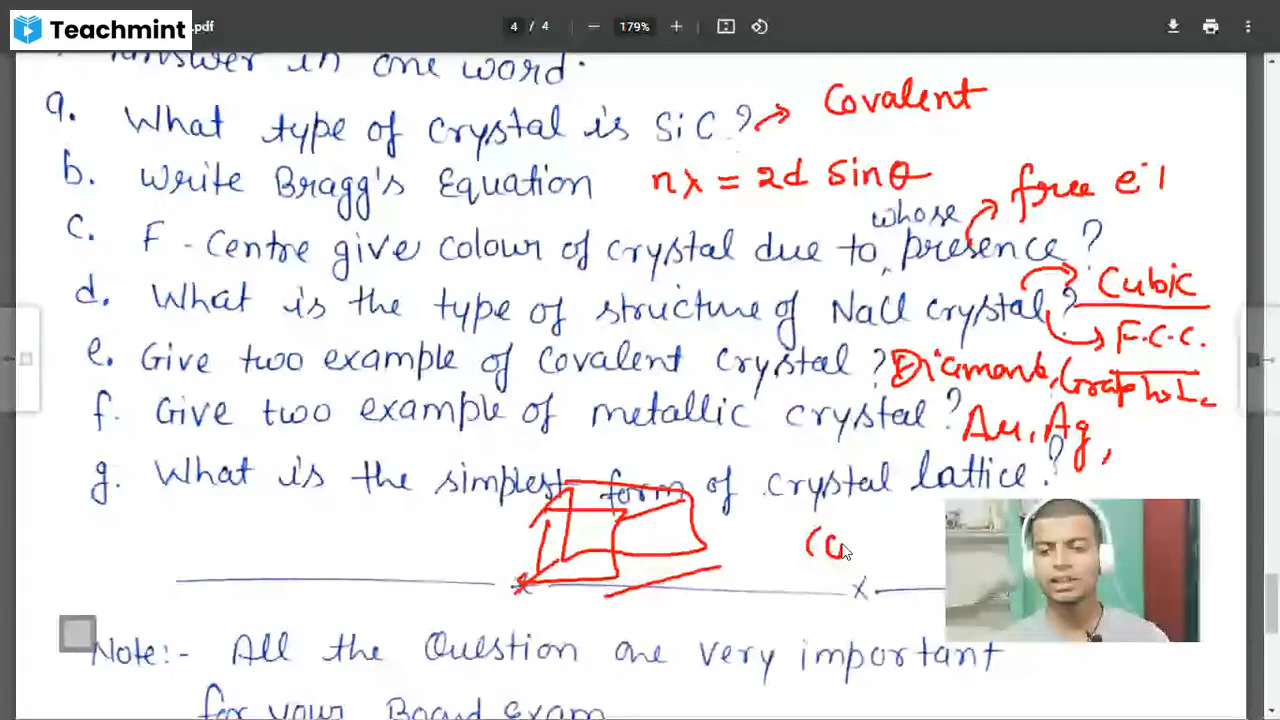 Teachmint
.pdf
4 / 4
179%
Answer in one word.
a. What type of crystal is SiC? → Covalent
b. Write Bragg's Equation nλ = 2d sinθ
c. F-Centre give colour of crystal due to whose presence? free e-1
d. What is the type of structure of NaCl crystal? Cubic
F.C.C.
e. Give two example of Covalent crystal?
f. Give two example of metallic crystal? Au, Ag,
g. What is the simplest form of crystal lattice?
Note:- All the Question are very important
for your Board exam